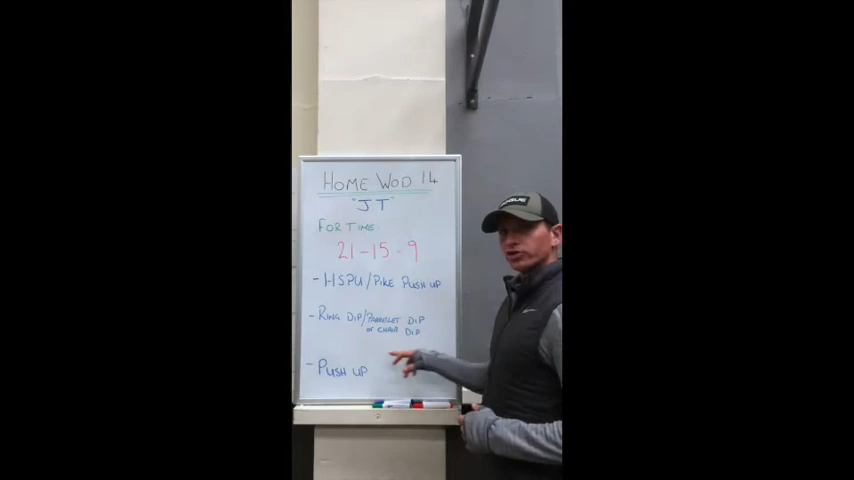 HOME WOD 14
"JT"
FOR TIME:
21-15-9
- HSPU/PIKE PUSH UP
- RING DIP/PARALLET DIP
or CHAIR DIP
- PUSH UP